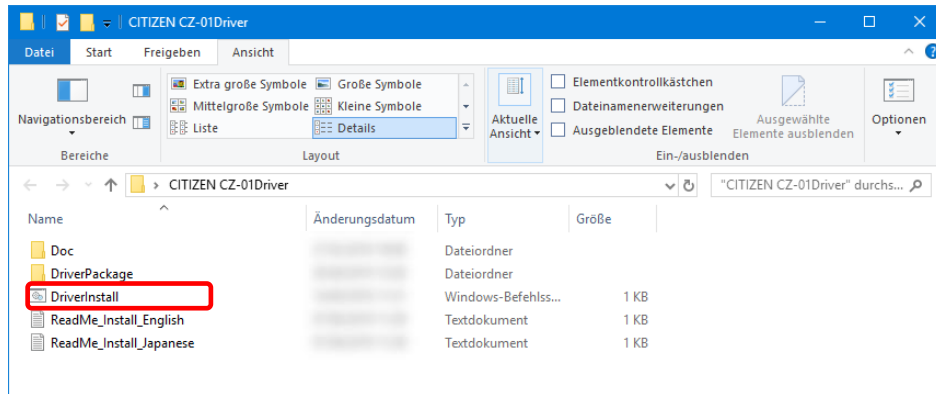 CITIZEN CZ-01Driver
Datei Start Freigeben Ansicht
Navigationsbereich
Bereiche
Extra große Symbole Große Symbole
Mittelgroße Symbole Kleine Symbole
Liste Details
Layout
Aktuelle
Ansicht
Elementkontrollkästchen
Dateinamenerweiterungen
Ausgeblendete Elemente
Ausgewählte
Elemente ausblenden
Ein-/ausblenden
Optionen
CITIZEN CZ-01Driver
"CITIZEN CZ-01Driver" durchs...
Name Änderungsdatum Typ Größe
Doc Dateiordner
DriverPackage Dateiordner
DriverInstall Windows-Befehlss... 1 KB
ReadMe_Install_English Textdokument 1 KB
ReadMe_Install_Japanese Textdokument 1 KB